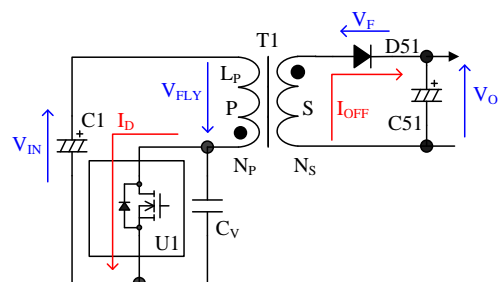 T1
V_F
D51
L_P
V_FLY
C1
I_D
P
S
I_OFF
V_O
V_IN
C51
N_P
N_S
C_V
U1